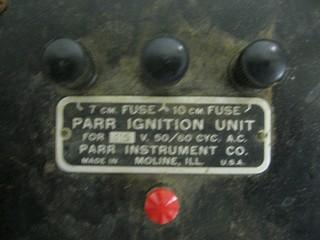 7 CM. FUSE 10 CM. FUSE
PARR IGNITION UNIT
FOR V. 50/60 CYC. A.C.
PARR INSTRUMENT CO.
MADE IN MOLINE, ILL. U.S.A.